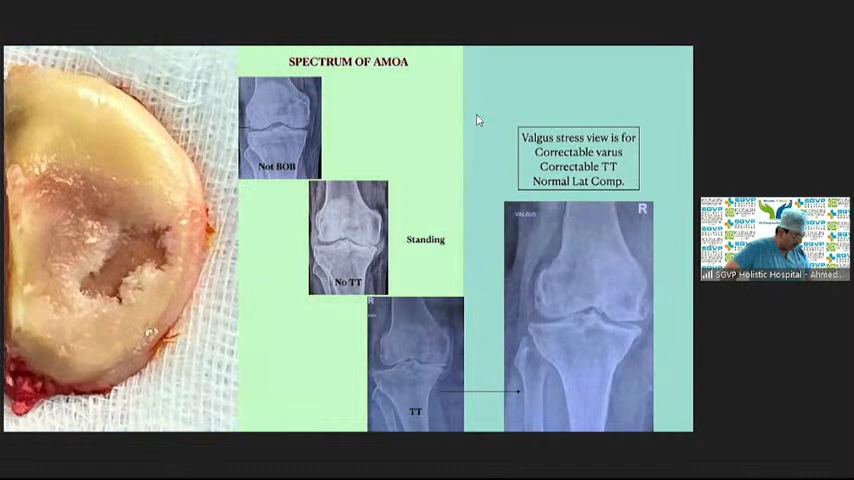 SPECTRUM OF AMOA
Not BOB
No TT
Standing
R
TT
Valgus stress view is for
Correctable varus
Correctable TT
Normal Lat Comp.
VALGUS
R
SGVP
SGVP Holistic Hospital - Ahmed...